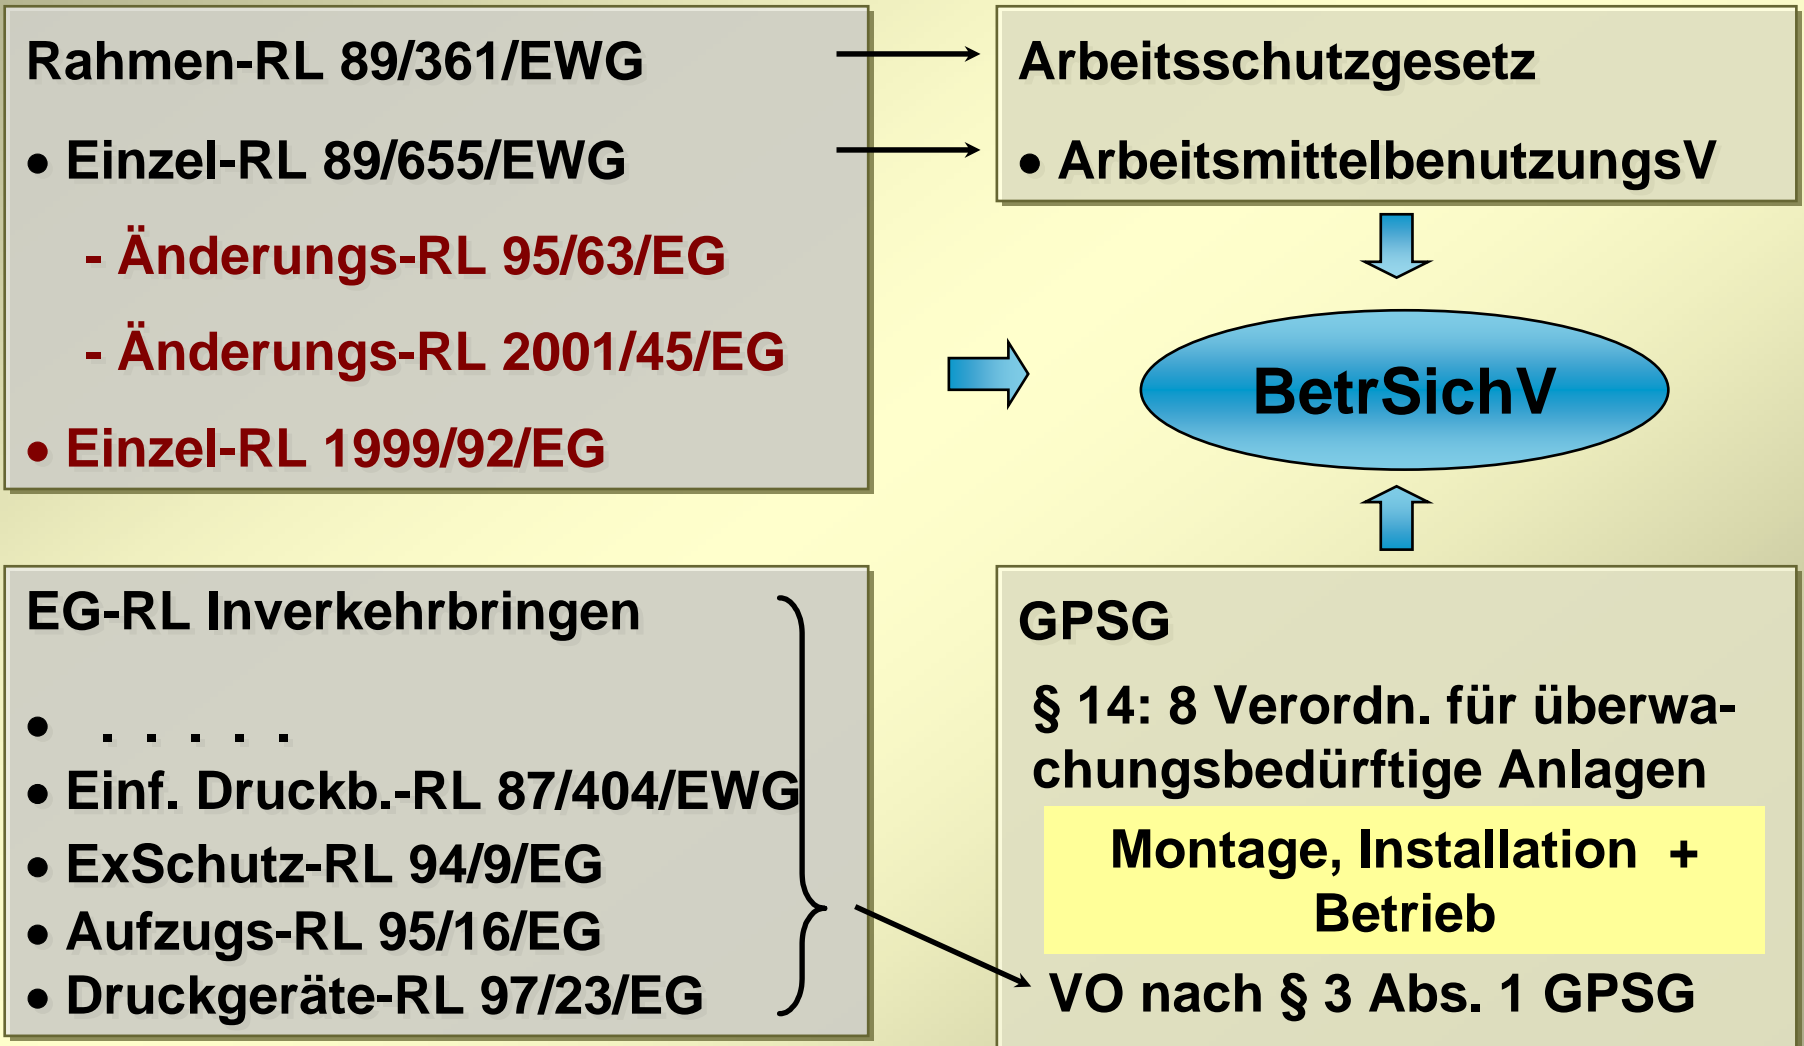 Rahmen-RL 89/361/EWG
• Einzel-RL 89/655/EWG
- Änderungs-RL 95/63/EG
- Änderungs-RL 2001/45/EG
• Einzel-RL 1999/92/EG
Arbeitsschutzgesetz
• ArbeitsmittelbenutzungsV
BetrSichV
EG-RL Inverkehrbringen
• . . . . .
• Einf. Druckb.-RL 87/404/EWG
• ExSchutz-RL 94/9/EG
• Aufzugs-RL 95/16/EG
• Druckgeräte-RL 97/23/EG
GPSG
§ 14: 8 Verordn. für überwa-
chungsbedürftige Anlagen
Montage, Installation +
Betrieb
VO nach § 3 Abs. 1 GPSG